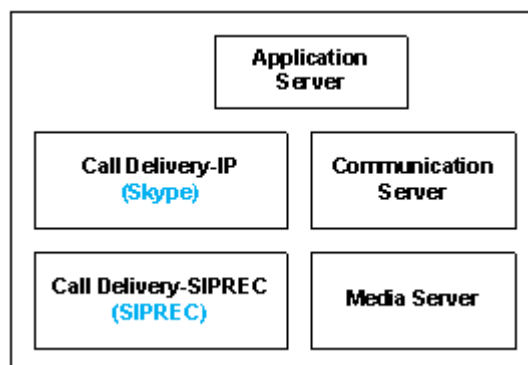 Application
Server
Call Delivery-IP
(Skype)
Communication
Server
Call Delivery-SIPREC
(SIPREC)
Media Server